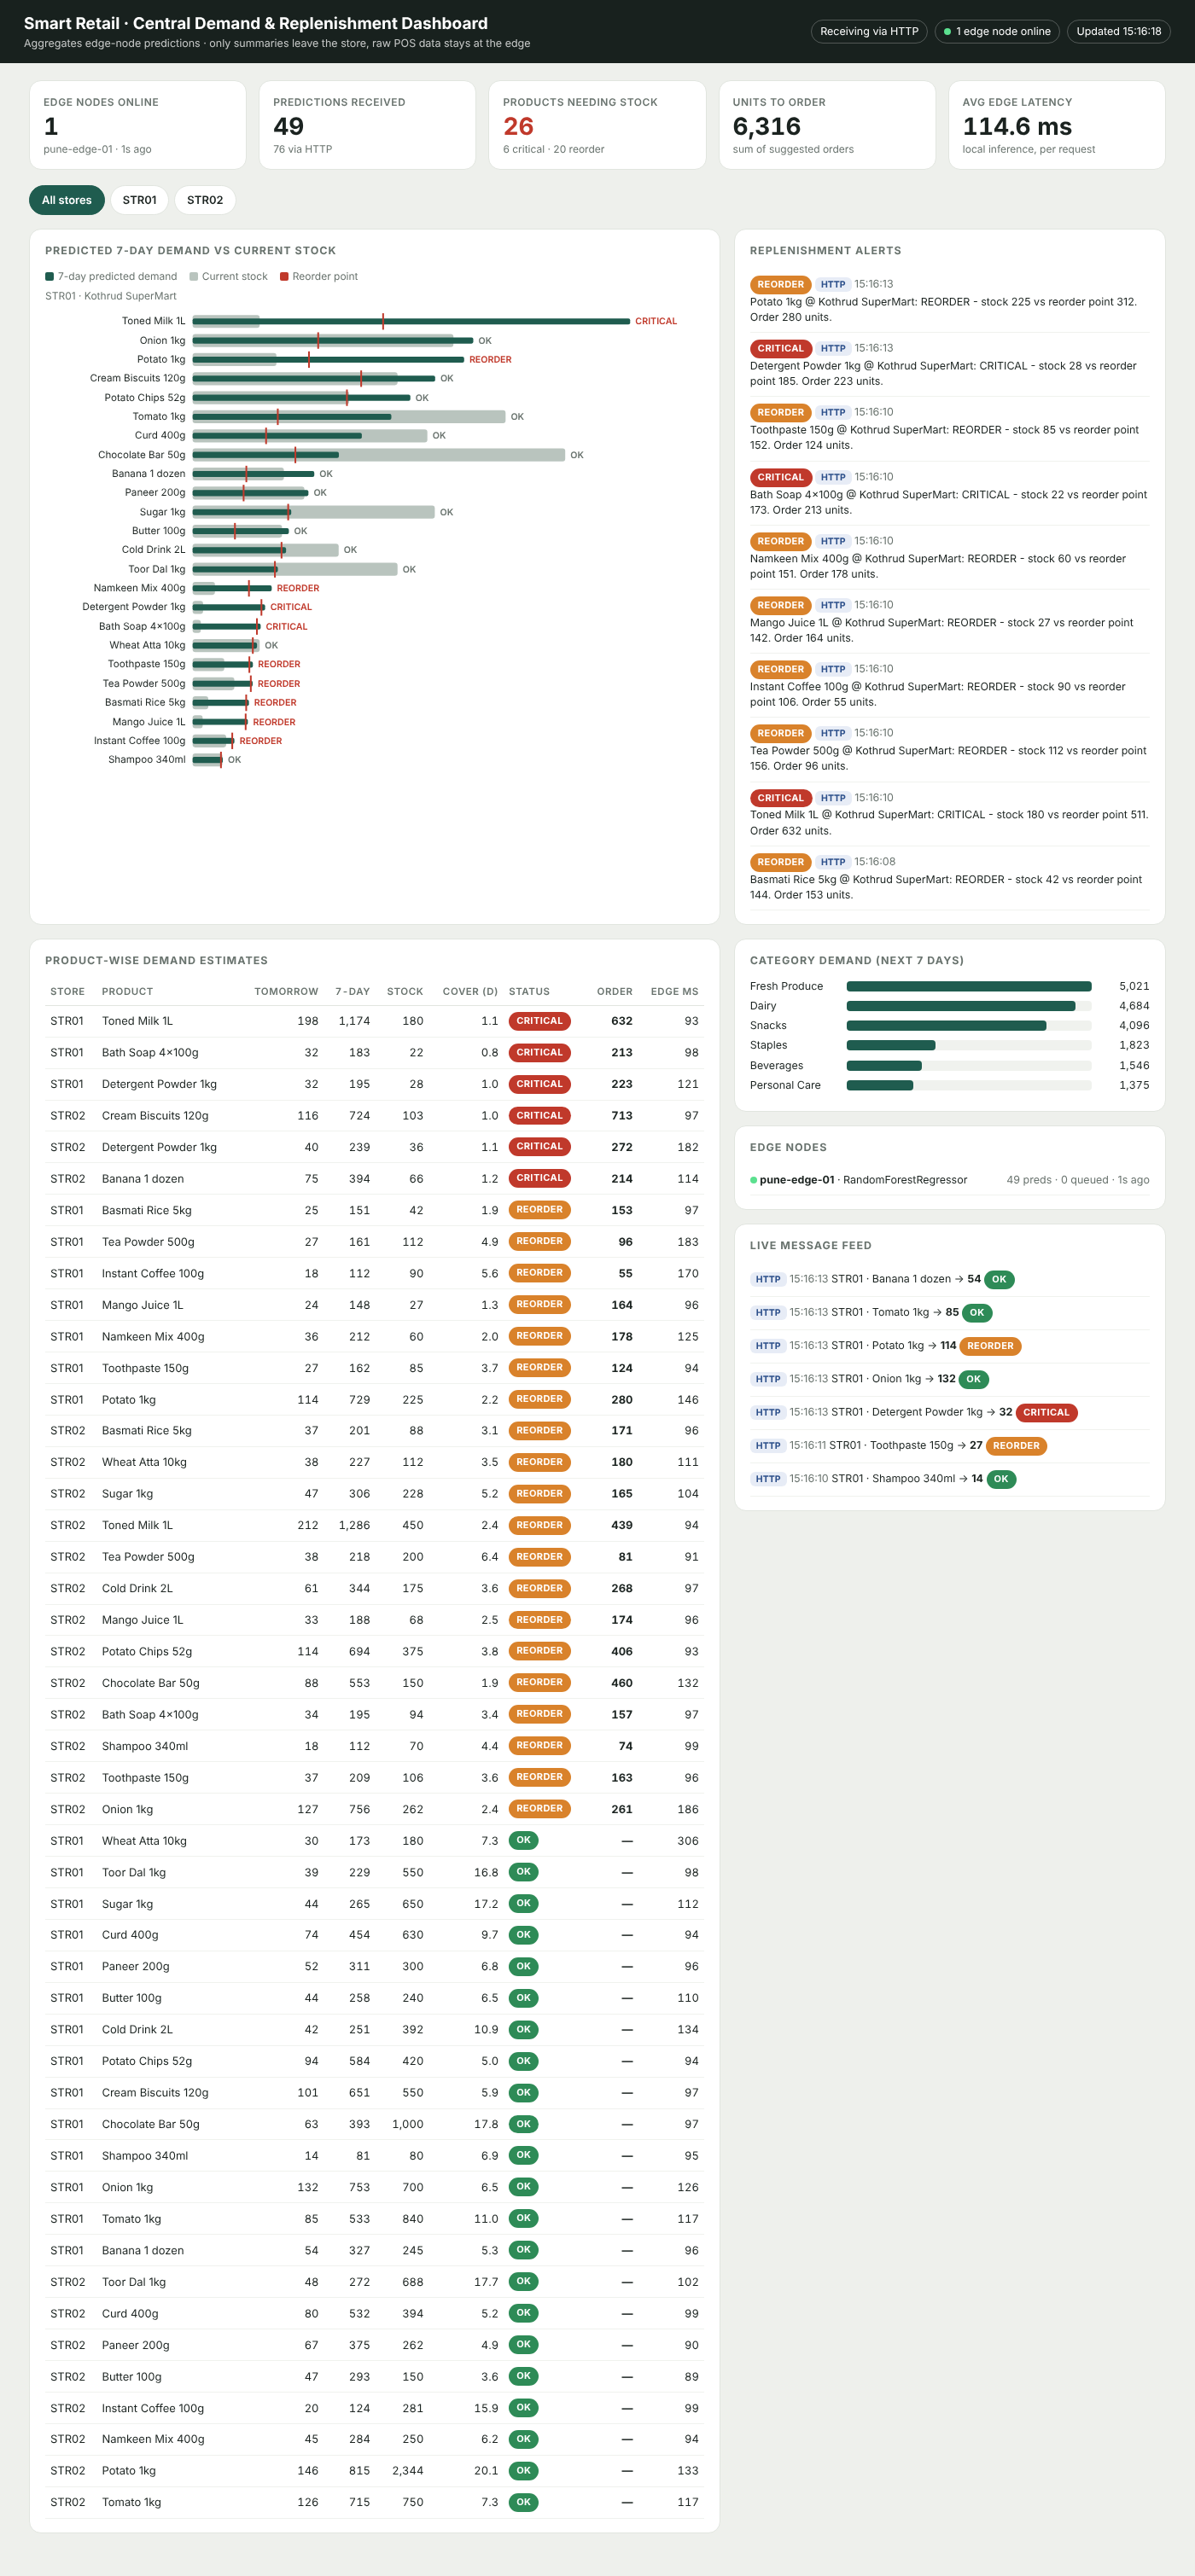 Smart Retail · Central Demand & Replenishment Dashboard
Aggregates edge-node predictions · only summaries leave the store, raw POS data stays at the edge
Receiving via HTTP
1 edge node online
Updated 15:16:18
EDGE NODES ONLINE
1
pune-edge-01 · 1s ago
PREDICTIONS RECEIVED
49
76 via HTTP
PRODUCTS NEEDING STOCK
26
6 critical · 20 reorder
UNITS TO ORDER
6,316
sum of suggested orders
AVG EDGE LATENCY
114.6 ms
local inference, per request
All stores
STR01
STR02
PREDICTED 7-DAY DEMAND VS CURRENT STOCK
7-day predicted demand Current stock Reorder point
STR01 · Kothrud SuperMart
Toned Milk 1L CRITICAL
Onion 1kg OK
Potato 1kg REORDER
Cream Biscuits 120g OK
Potato Chips 52g OK
Tomato 1kg OK
Curd 400g OK
Chocolate Bar 50g OK
Banana 1 dozen OK
Paneer 200g OK
Sugar 1kg OK
Butter 100g OK
Cold Drink 2L OK
Toor Dal 1kg OK
Namkeen Mix 400g REORDER
Detergent Powder 1kg CRITICAL
Bath Soap 4×100g CRITICAL
Wheat Atta 10kg OK
Toothpaste 150g REORDER
Tea Powder 500g REORDER
Basmati Rice 5kg REORDER
Mango Juice 1L REORDER
Instant Coffee 100g REORDER
Shampoo 340ml OK
REPLENISHMENT ALERTS
REORDER HTTP 15:16:13
Potato 1kg @ Kothrud SuperMart: REORDER - stock 225 vs reorder point 312.
Order 280 units.
CRITICAL HTTP 15:16:13
Detergent Powder 1kg @ Kothrud SuperMart: CRITICAL - stock 28 vs reorder
point 185. Order 223 units.
REORDER HTTP 15:16:10
Toothpaste 150g @ Kothrud SuperMart: REORDER - stock 85 vs reorder point
152. Order 124 units.
CRITICAL HTTP 15:16:10
Bath Soap 4×100g @ Kothrud SuperMart: CRITICAL - stock 22 vs reorder point
173. Order 213 units.
REORDER HTTP 15:16:10
Namkeen Mix 400g @ Kothrud SuperMart: REORDER - stock 60 vs reorder
point 151. Order 178 units.
REORDER HTTP 15:16:10
Mango Juice 1L @ Kothrud SuperMart: REORDER - stock 27 vs reorder point
142. Order 164 units.
REORDER HTTP 15:16:10
Instant Coffee 100g @ Kothrud SuperMart: REORDER - stock 90 vs reorder
point 106. Order 55 units.
REORDER HTTP 15:16:10
Tea Powder 500g @ Kothrud SuperMart: REORDER - stock 112 vs reorder point
156. Order 96 units.
CRITICAL HTTP 15:16:10
Toned Milk 1L @ Kothrud SuperMart: CRITICAL - stock 180 vs reorder point 511.
Order 632 units.
REORDER HTTP 15:16:08
Basmati Rice 5kg @ Kothrud SuperMart: REORDER - stock 42 vs reorder point
144. Order 153 units.
PRODUCT-WISE DEMAND ESTIMATES
STORE PRODUCT TOMORROW 7-DAY STOCK COVER (D) STATUS ORDER EDGE MS
STR01 Toned Milk 1L 198 1,174 180 1.1 CRITICAL 632 93
STR01 Bath Soap 4×100g 32 183 22 0.8 CRITICAL 213 98
STR01 Detergent Powder 1kg 32 195 28 1.0 CRITICAL 223 121
STR02 Cream Biscuits 120g 116 724 103 1.0 CRITICAL 713 97
STR02 Detergent Powder 1kg 40 239 36 1.1 CRITICAL 272 182
STR02 Banana 1 dozen 75 394 66 1.2 CRITICAL 214 114
STR01 Basmati Rice 5kg 25 151 42 1.9 REORDER 153 97
STR01 Tea Powder 500g 27 161 112 4.9 REORDER 96 183
STR01 Instant Coffee 100g 18 112 90 5.6 REORDER 55 170
STR01 Mango Juice 1L 24 148 27 1.3 REORDER 164 96
STR01 Namkeen Mix 400g 36 212 60 2.0 REORDER 178 125
STR01 Toothpaste 150g 27 162 85 3.7 REORDER 124 94
STR01 Potato 1kg 114 729 225 2.2 REORDER 280 146
STR02 Basmati Rice 5kg 37 201 88 3.1 REORDER 171 96
STR02 Wheat Atta 10kg 38 227 112 3.5 REORDER 180 111
STR02 Sugar 1kg 47 306 228 5.2 REORDER 165 104
STR02 Toned Milk 1L 212 1,286 450 2.4 REORDER 439 94
STR02 Tea Powder 500g 38 218 200 6.4 REORDER 81 91
STR02 Cold Drink 2L 61 344 175 3.6 REORDER 268 97
STR02 Mango Juice 1L 33 188 68 2.5 REORDER 174 96
STR02 Potato Chips 52g 114 694 375 3.8 REORDER 406 93
STR02 Chocolate Bar 50g 88 553 150 1.9 REORDER 460 132
STR02 Bath Soap 4×100g 34 195 94 3.4 REORDER 157 97
STR02 Shampoo 340ml 18 112 70 4.4 REORDER 74 99
STR02 Toothpaste 150g 37 209 106 3.6 REORDER 163 96
STR02 Onion 1kg 127 756 262 2.4 REORDER 261 186
STR01 Wheat Atta 10kg 30 173 180 7.3 OK — 306
STR01 Toor Dal 1kg 39 229 550 16.8 OK — 98
STR01 Sugar 1kg 44 265 650 17.2 OK — 112
STR01 Curd 400g 74 454 630 9.7 OK — 94
STR01 Paneer 200g 52 311 300 6.8 OK — 96
STR01 Butter 100g 44 258 240 6.5 OK — 110
STR01 Cold Drink 2L 42 251 392 10.9 OK — 134
STR01 Potato Chips 52g 94 584 420 5.0 OK — 94
STR01 Cream Biscuits 120g 101 651 550 5.9 OK — 97
STR01 Chocolate Bar 50g 63 393 1,000 17.8 OK — 97
STR01 Shampoo 340ml 14 81 80 6.9 OK — 95
STR01 Onion 1kg 132 753 700 6.5 OK — 126
STR01 Tomato 1kg 85 533 840 11.0 OK — 117
STR01 Banana 1 dozen 54 327 245 5.3 OK — 96
STR02 Toor Dal 1kg 48 272 688 17.7 OK — 102
STR02 Curd 400g 80 532 394 5.2 OK — 99
STR02 Paneer 200g 67 375 262 4.9 OK — 90
STR02 Butter 100g 47 293 150 3.6 OK — 89
STR02 Instant Coffee 100g 20 124 281 15.9 OK — 99
STR02 Namkeen Mix 400g 45 284 250 6.2 OK — 94
STR02 Potato 1kg 146 815 2,344 20.1 OK — 133
STR02 Tomato 1kg 126 715 750 7.3 OK — 117
CATEGORY DEMAND (NEXT 7 DAYS)
Fresh Produce 5,021
Dairy 4,684
Snacks 4,096
Staples 1,823
Beverages 1,546
Personal Care 1,375
EDGE NODES
pune-edge-01 · RandomForestRegressor 49 preds · 0 queued · 1s ago
LIVE MESSAGE FEED
HTTP 15:16:13 STR01 · Banana 1 dozen → 54 OK
HTTP 15:16:13 STR01 · Tomato 1kg → 85 OK
HTTP 15:16:13 STR01 · Potato 1kg → 114 REORDER
HTTP 15:16:13 STR01 · Onion 1kg → 132 OK
HTTP 15:16:13 STR01 · Detergent Powder 1kg → 32 CRITICAL
HTTP 15:16:11 STR01 · Toothpaste 150g → 27 REORDER
HTTP 15:16:10 STR01 · Shampoo 340ml → 14 OK